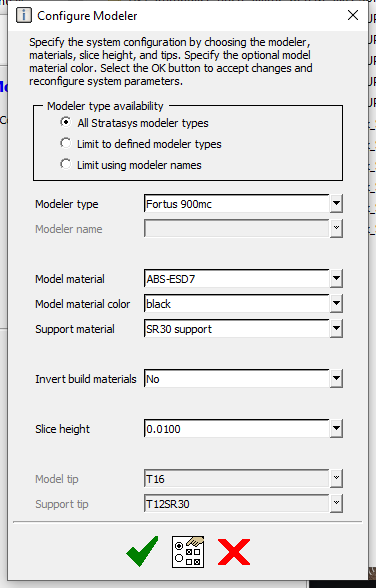 Configure Modeler
Specify the system configuration by choosing the modeler,
materials, slice height, and tips. Specify the optional model
material color. Select the OK button to accept changes and
reconfigure system parameters.
Modeler type availability
All Stratasys modeler types
Limit to defined modeler types
Limit using modeler names
Modeler type Fortus 900mc
Modeler name
Model material ABS-ESD7
Model material color black
Support material SR30 support
Invert build materials No
Slice height 0.0100
Model tip T16
Support tip T12SR30